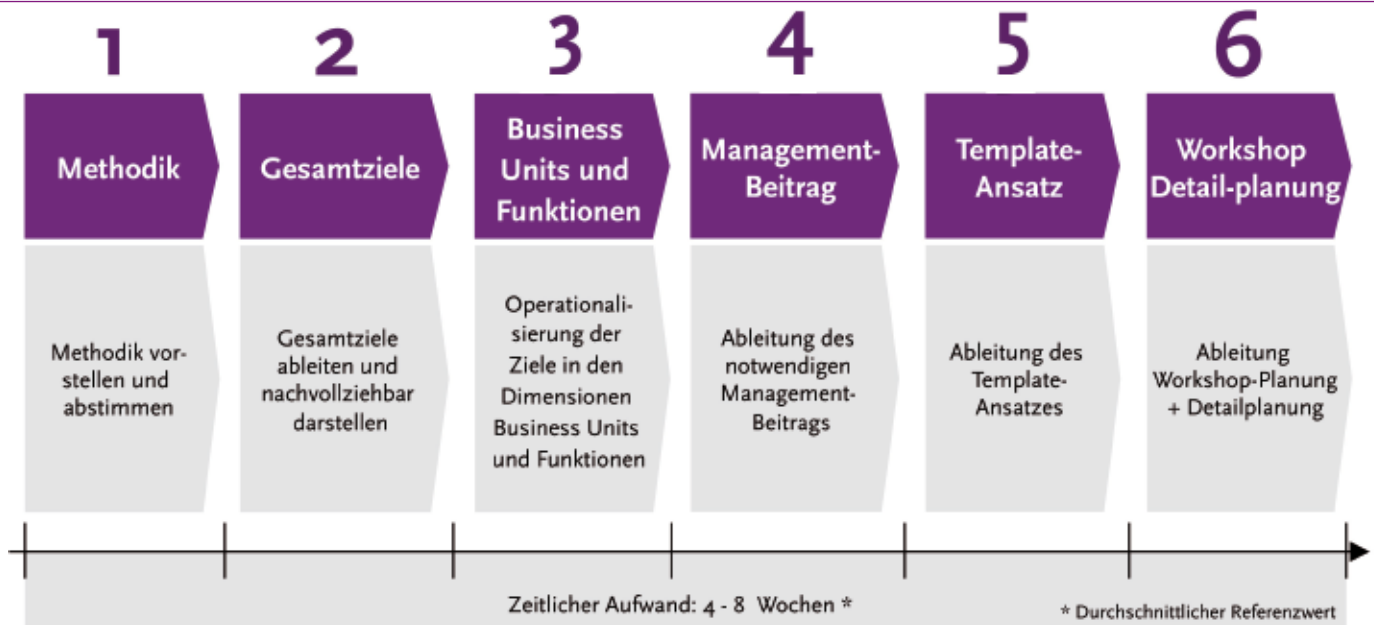 1
2
3
4
5
6
Methodik
Gesamtziele
Business
Units und
Funktionen
Management-
Beitrag
Template-
Ansatz
Workshop
Detail-planung
Methodik vor-
stellen und
abstimmen
Gesamtziele
ableiten und
nachvollziehbar
darstellen
Operationali-
sierung der
Ziele in den
Dimensionen
Business Units
und Funktionen
Ableitung des
notwendigen
Management-
Beitrags
Ableitung des
Template-
Ansatzes
Ableitung
Workshop-Planung
+ Detailplanung
Zeitlicher Aufwand: 4 - 8 Wochen *
* Durchschnittlicher Referenzwert